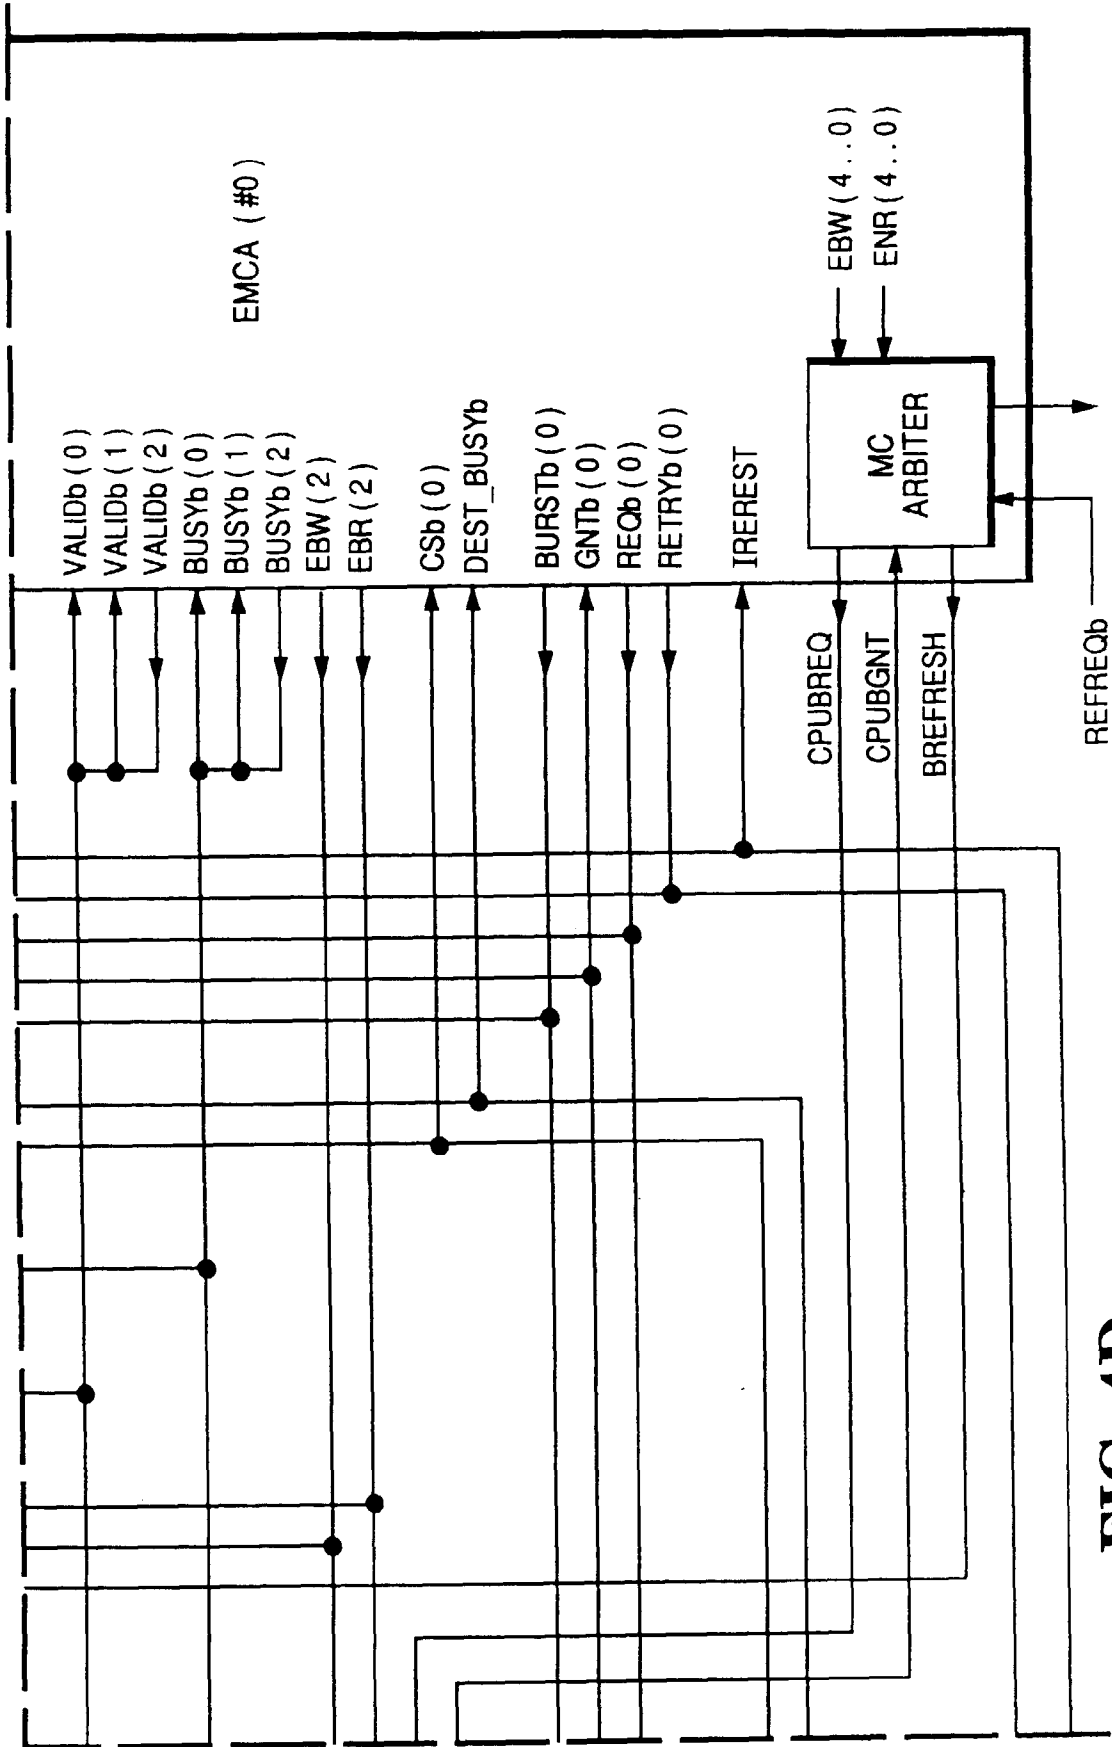 EMCA (#0)
VALIDb(0)
VALIDb(1)
VALIDb(2)
BUSYb(0)
BUSYb(1)
BUSYb(2)
EBW(2)
EBR(2)
CSb(0)
DEST_BUSYb
BURSTb(0)
GNTb(0)
REQb(0)
RETRYb(0)
IREREST
EBW(4..0)
ENR(4..0)
MC
ARBITER
CPUBREQ
CPUBGNT
BREFRESH
REFREQb